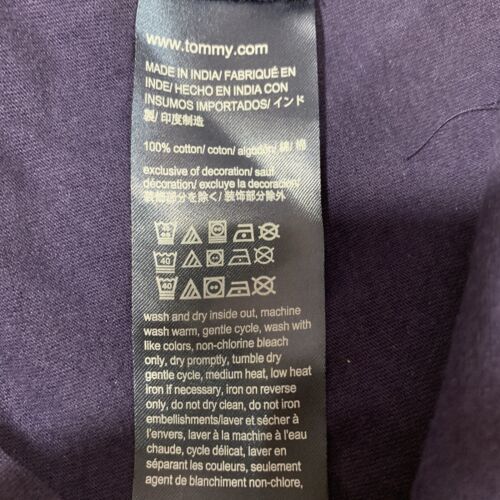 www.tommy.com
MADE IN INDIA/ FABRIQUÉ EN
INDE/ HECHO EN INDIA CON
INSUMOS IMPORTADOS/ インド
製/ 印度制造
100% cotton/ coton/ algodón/ 綿/ 棉
exclusive of decoration/ sauf
décoration/ excluye la decoración/
装飾部分を除く/ 装饰部分除外
40
40
wash and dry inside out, machine
wash warm, gentle cycle, wash with
like colors, non-chlorine bleach
only, dry promptly, tumble dry
gentle cycle, medium heat, low heat
iron if necessary, iron on reverse
only, do not dry clean, do not iron
embellishments/laver et sécher à
l'envers, laver à la machine à l'eau
chaude, cycle délicat, laver en
séparant les couleurs, seulement
agent de blanchiment non-chlore,